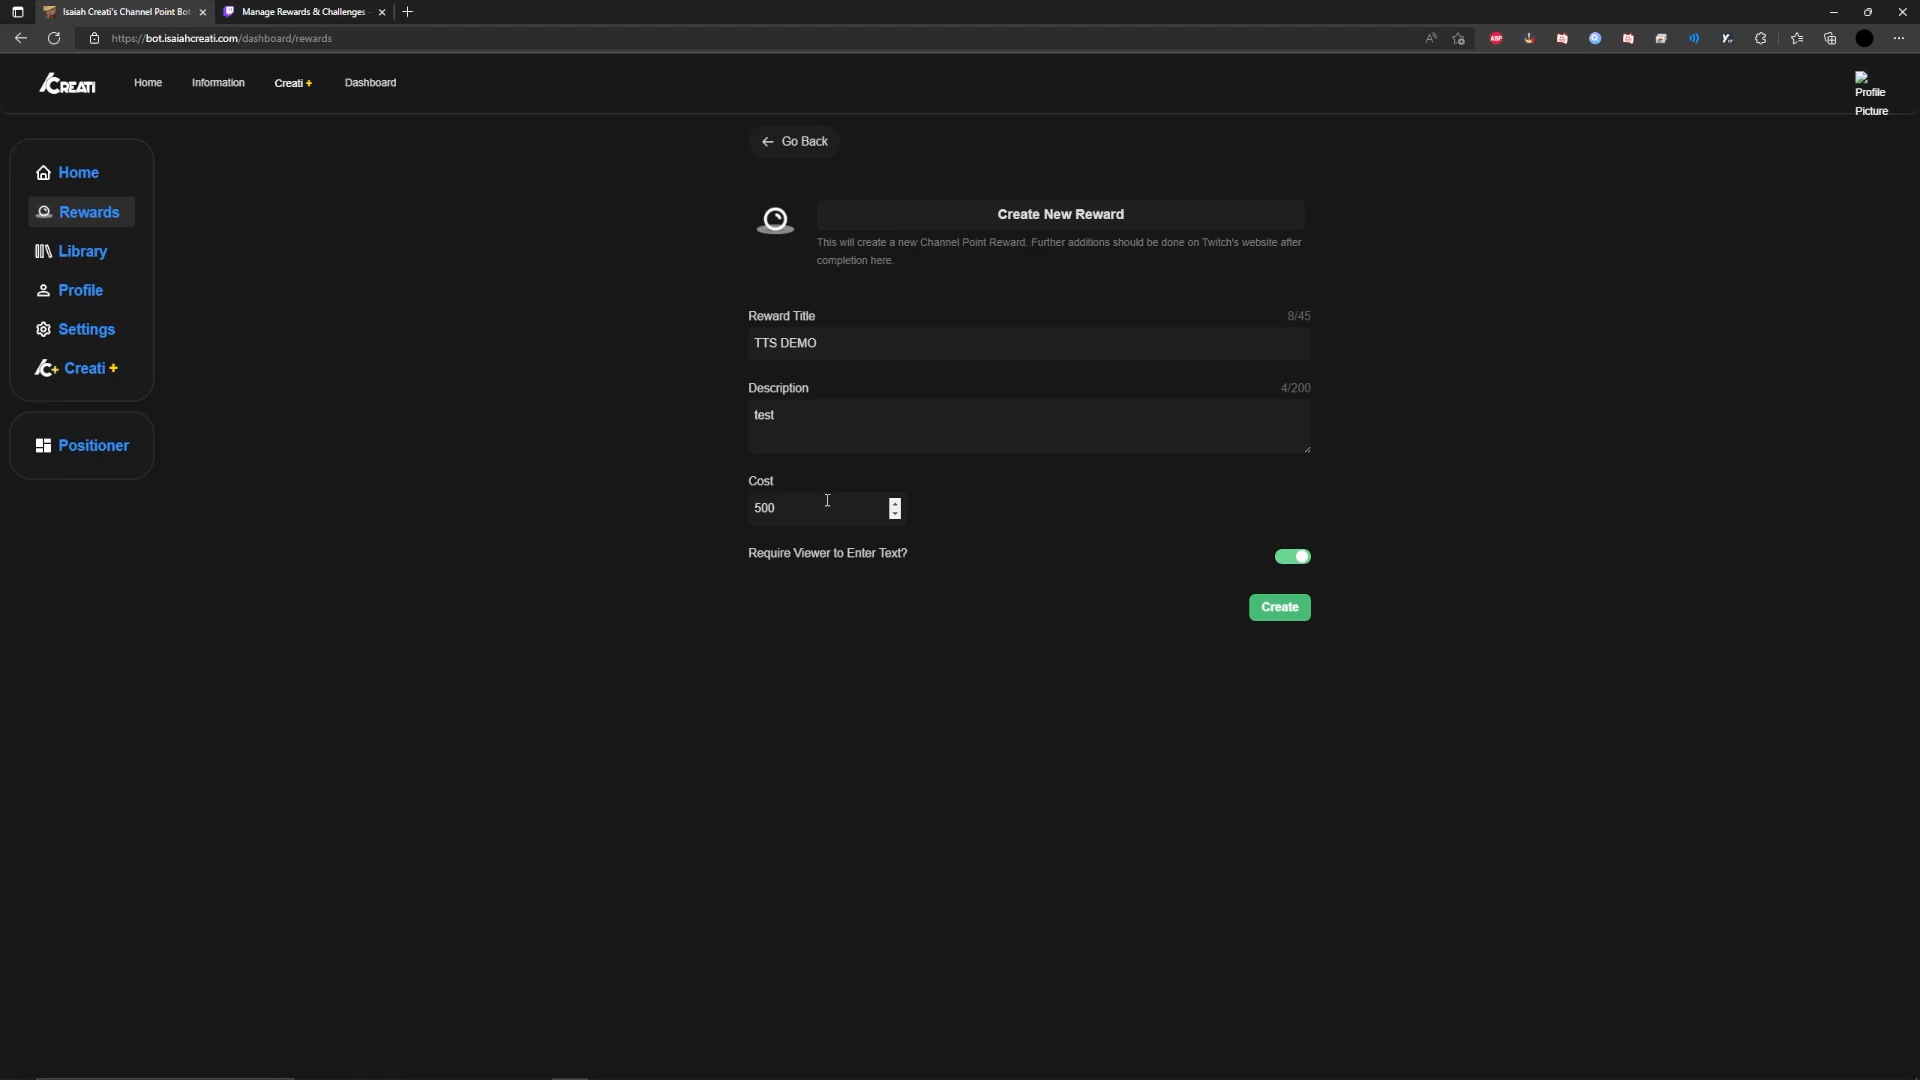 Isaiah Creati's Channel Point Bot
Manage Rewards & Challenges -
https://bot.isaiahcreati.com/dashboard/rewards
ABP
CREATI
Home
Information
Creati +
Dashboard
Profile
Picture
Home
Rewards
Library
Profile
Settings
Creati +
Positioner
Go Back
Create New Reward
This will create a new Channel Point Reward. Further additions should be done on Twitch's website after
completion here.
Reward Title 8/45
TTS DEMO
Description 4/200
test
Cost
500
Require Viewer to Enter Text?
Create